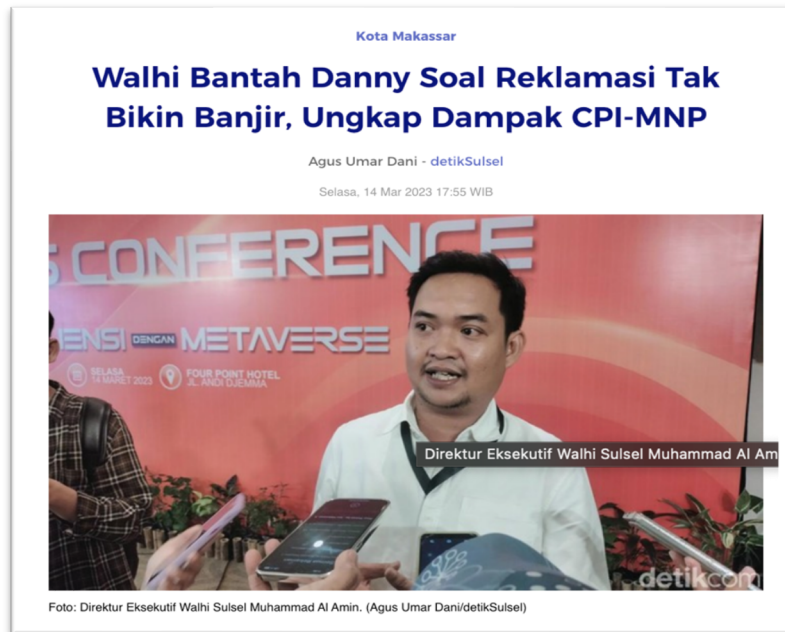 Kota Makassar
Walhi Bantah Danny Soal Reklamasi Tak
Bikin Banjir, Ungkap Dampak CPI-MNP
Agus Umar Dani - detikSulsel
Selasa, 14 Mar 2023 17:55 WIB
S CONFERENCE
ENSI DENGAN METAVERSE
SELASA
14 MARET 2023
FOUR POINT HOTEL
JL. ANDI DJEMMA
Direktur Eksekutif Walhi Sulsel Muhammad Al Am
detikcom
Foto: Direktur Eksekutif Walhi Sulsel Muhammad Al Amin. (Agus Umar Dani/detikSulsel)